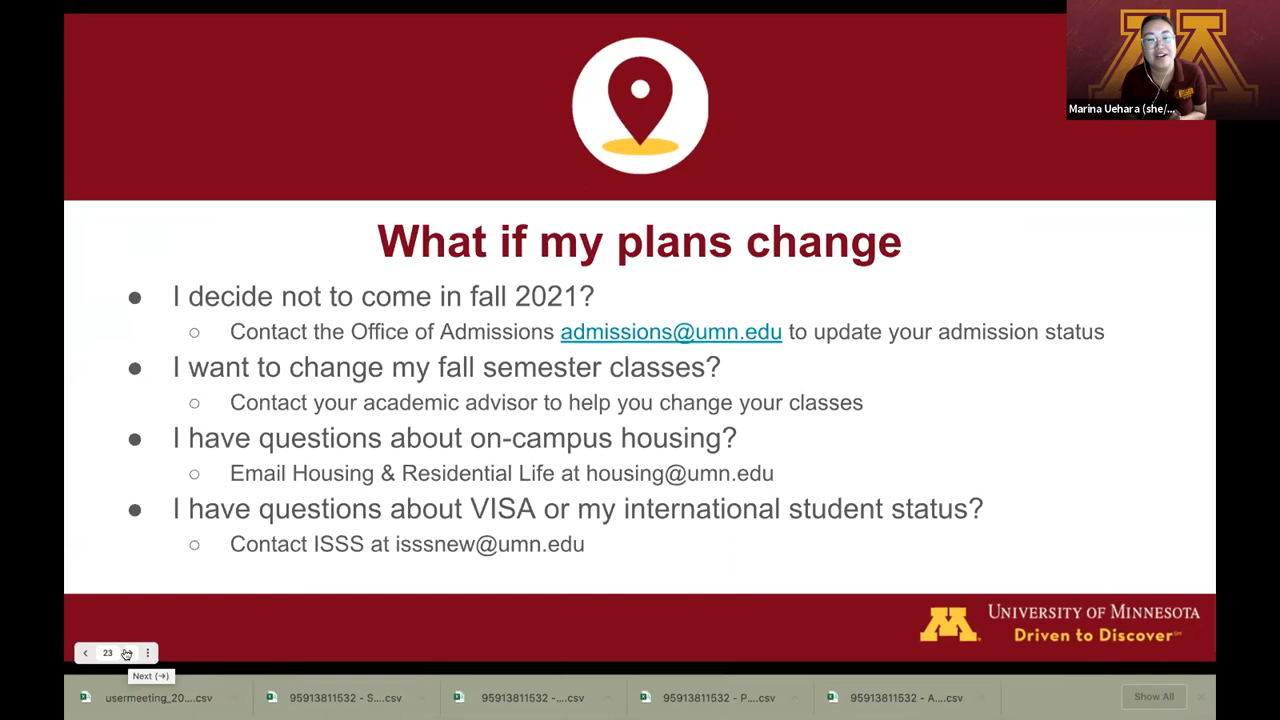 Marina Uehara (she/...
What if my plans change
● I decide not to come in fall 2021?
○ Contact the Office of Admissions admissions@umn.edu to update your admission status
● I want to change my fall semester classes?
○ Contact your academic advisor to help you change your classes
● I have questions about on-campus housing?
○ Email Housing & Residential Life at housing@umn.edu
● I have questions about VISA or my international student status?
○ Contact ISSS at isssnew@umn.edu
UNIVERSITY OF MINNESOTA
Driven to Discover℠
23
Next (→)
usermeeting_20....csv
95913811532 - S....csv
95913811532 -....csv
95913811532 - P....csv
95913811532 - A....csv
Show All